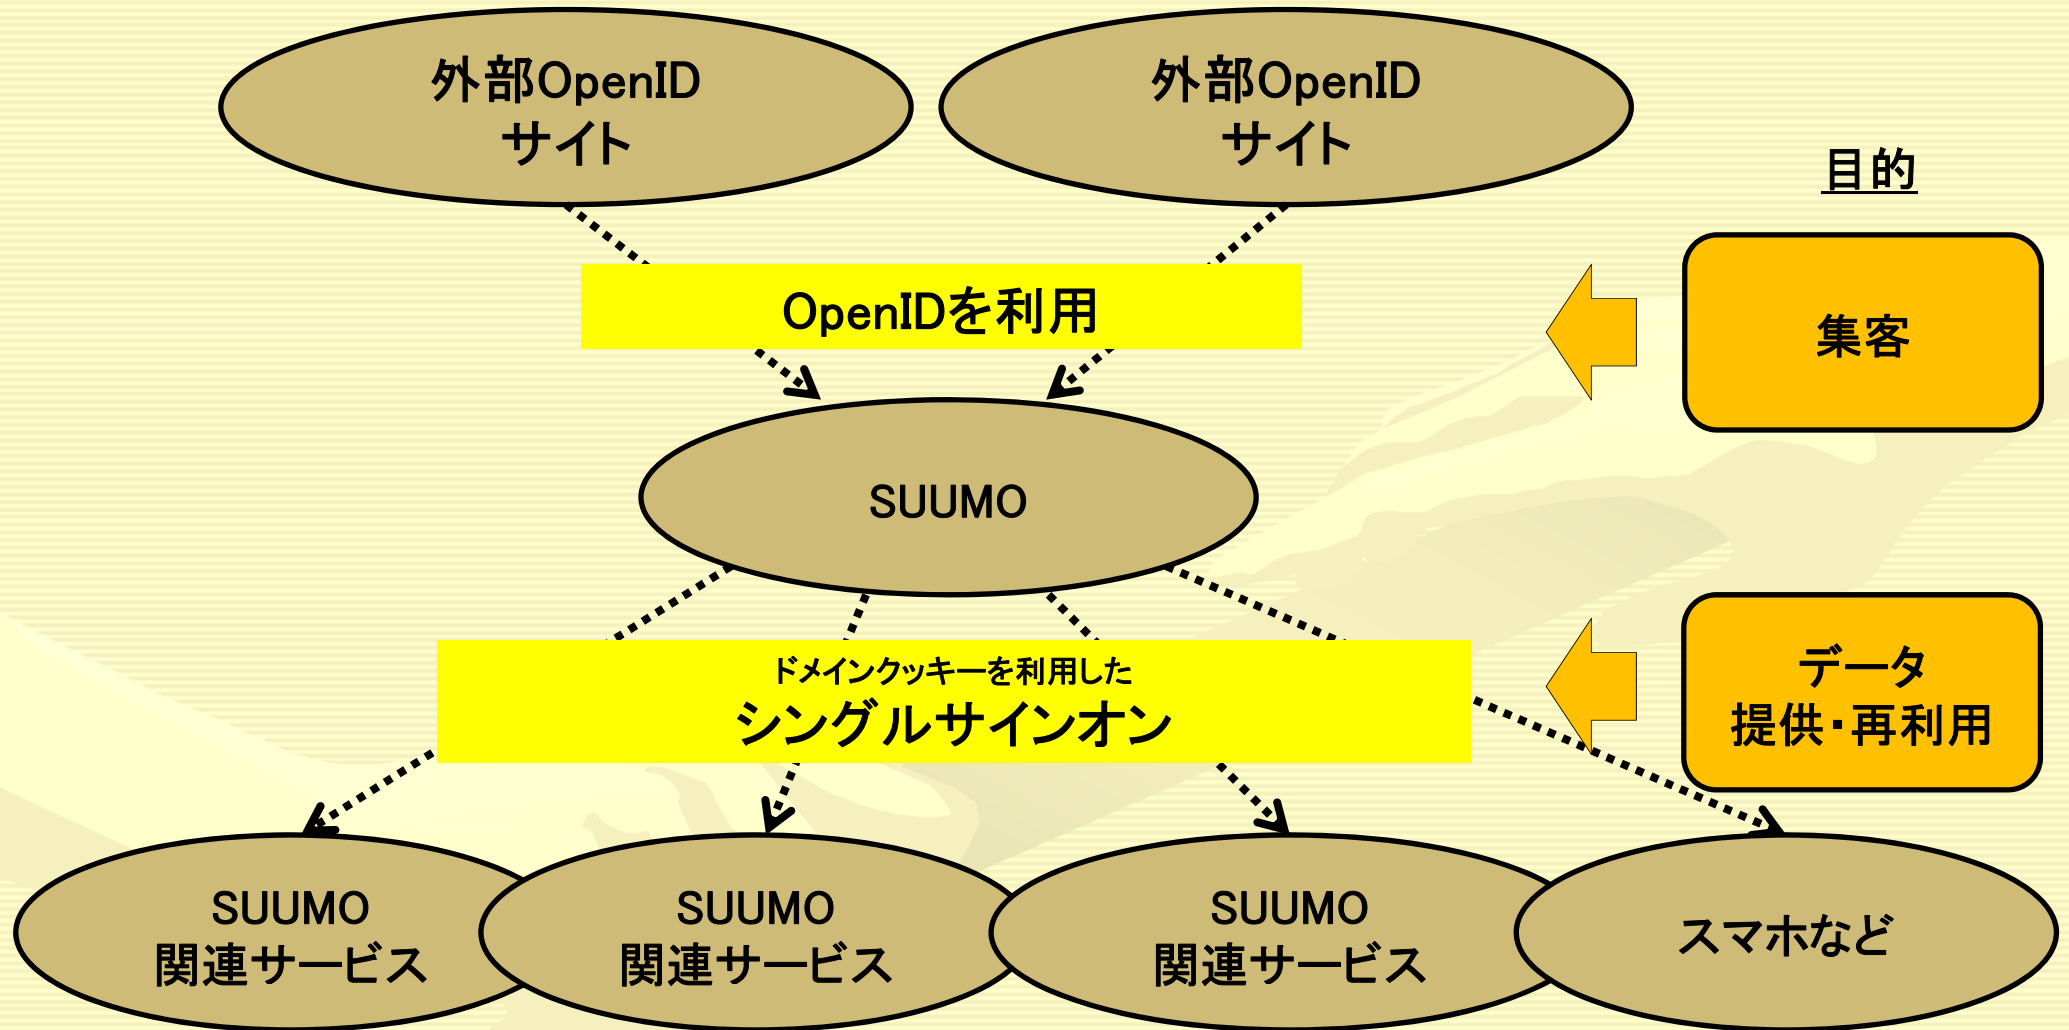 外部OpenID
サイト
外部OpenID
サイト
目的
OpenIDを利用
集客
SUUMO
ドメインクッキーを利用した
シングルサインオン
データ
提供・再利用
SUUMO
関連サービス
SUUMO
関連サービス
SUUMO
関連サービス
スマホなど